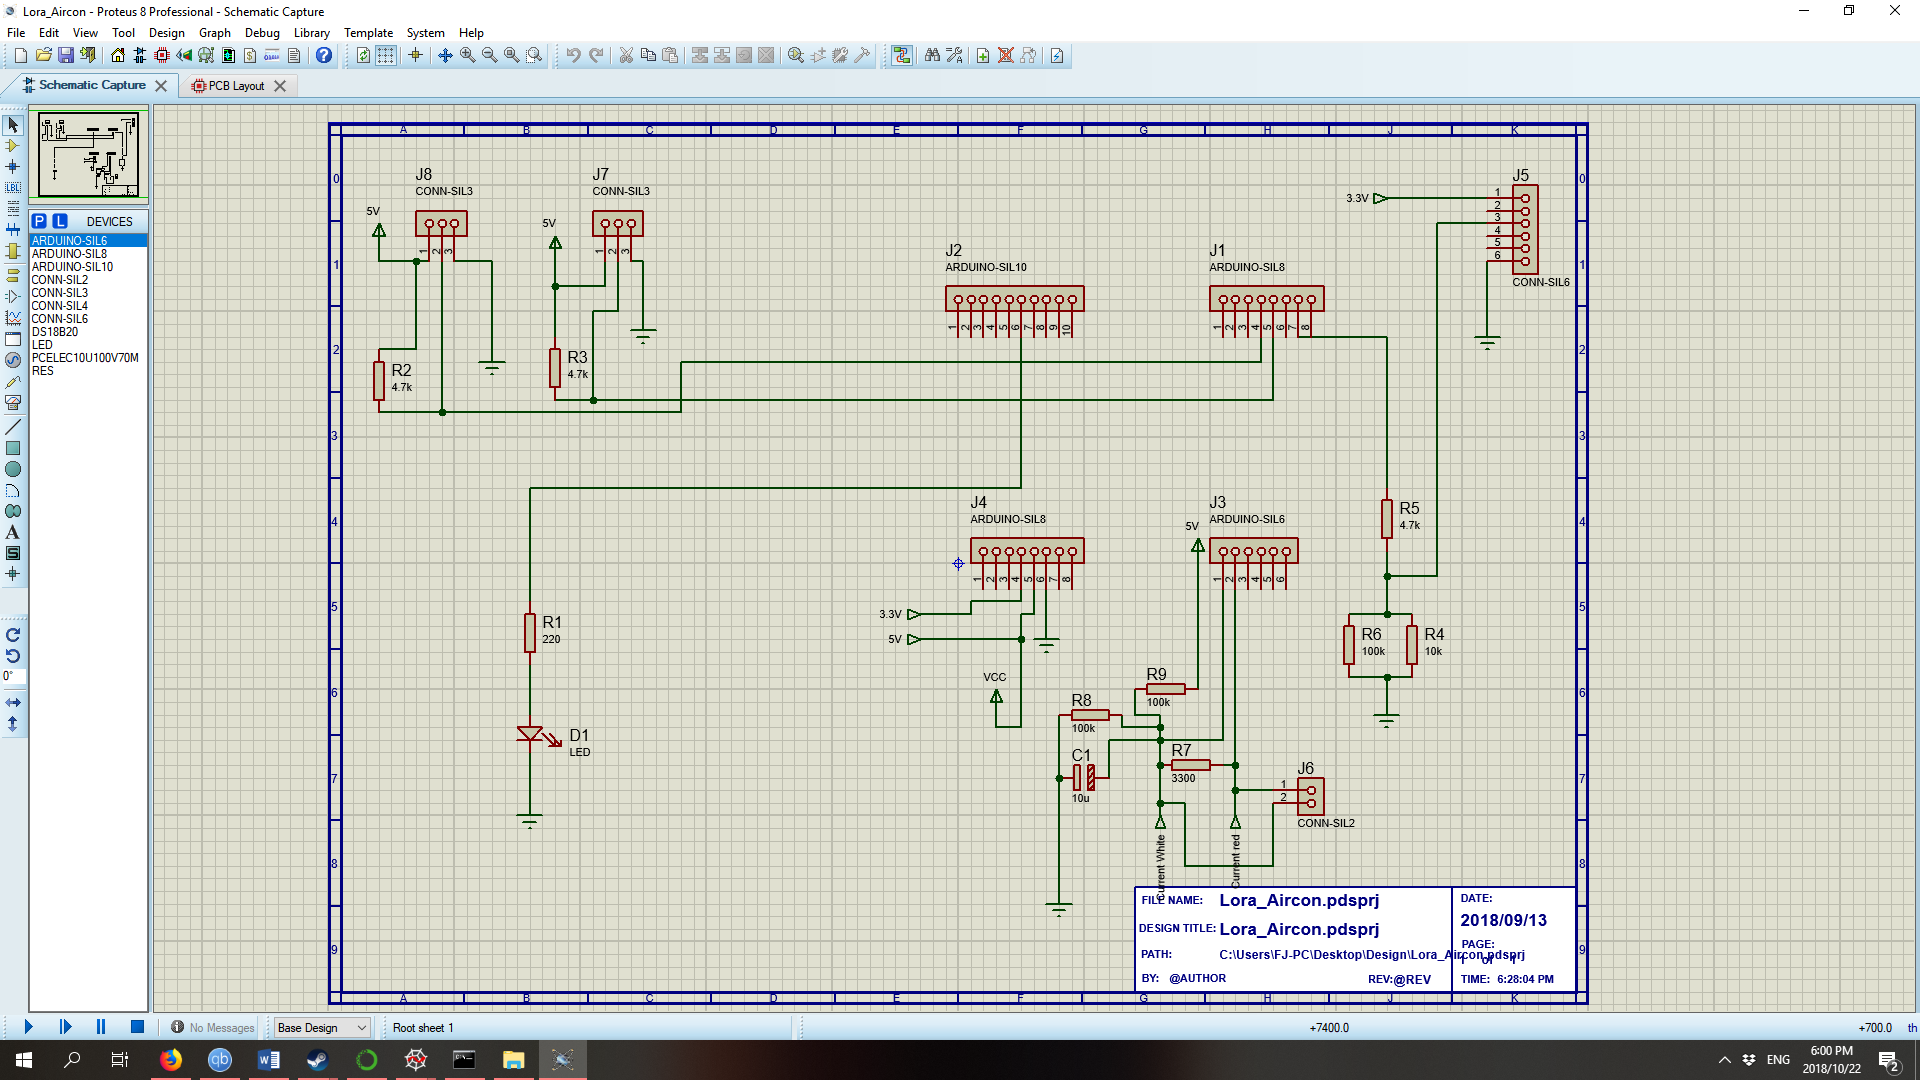 Lora_Aircon - Proteus 8 Professional - Schematic Capture
File Edit View Tool Design Graph Debug Library Template System Help
Schematic Capture
PCB Layout
P L DEVICES
ARDUINO-SIL6
ARDUINO-SIL8
ARDUINO-SIL10
CONN-SIL2
CONN-SIL3
CONN-SIL4
CONN-SIL6
DS18B20
LED
PCELEC10U100V70M
RES
0°
A B C D E F G H J K
0 1 2 3 4 5 6 7 8 9
J8
CONN-SIL3
5V
1 2 3
J7
CONN-SIL3
5V
1 2 3
R2
4.7k
R3
4.7k
J2
ARDUINO-SIL10
1 2 3 4 5 6 7 8 9 10
J1
ARDUINO-SIL8
1 2 3 4 5 6 7 8
3.3V
J5
1
2
3
4
5
6
CONN-SIL6
J4
ARDUINO-SIL8
1 2 3 4 5 6 7 8
3.3V
5V
VCC
5V
J3
ARDUINO-SIL6
1 2 3 4 5 6
R5
4.7k
R6
100k
R4
10k
R1
220
D1
LED
R9
100k
R8
100k
C1
10u
R7
3300
J6
1
2
CONN-SIL2
Current White
Current red
FILE NAME: Lora_Aircon.pdsprj
DESIGN TITLE: Lora_Aircon.pdsprj
PATH: C:\Users\FJ-PC\Desktop\Design\Lora_Aircon.pdsprj
BY: @AUTHOR REV:@REV
DATE:
2018/09/13
PAGE:
TIME: 6:28:04 PM
0 1 2 3 4 5 6 7 8 9
A B C D E F G H J K
No Messages
Base Design
Root sheet 1
+7400.0
+700.0 th
ENG
6:00 PM
2018/10/22
2